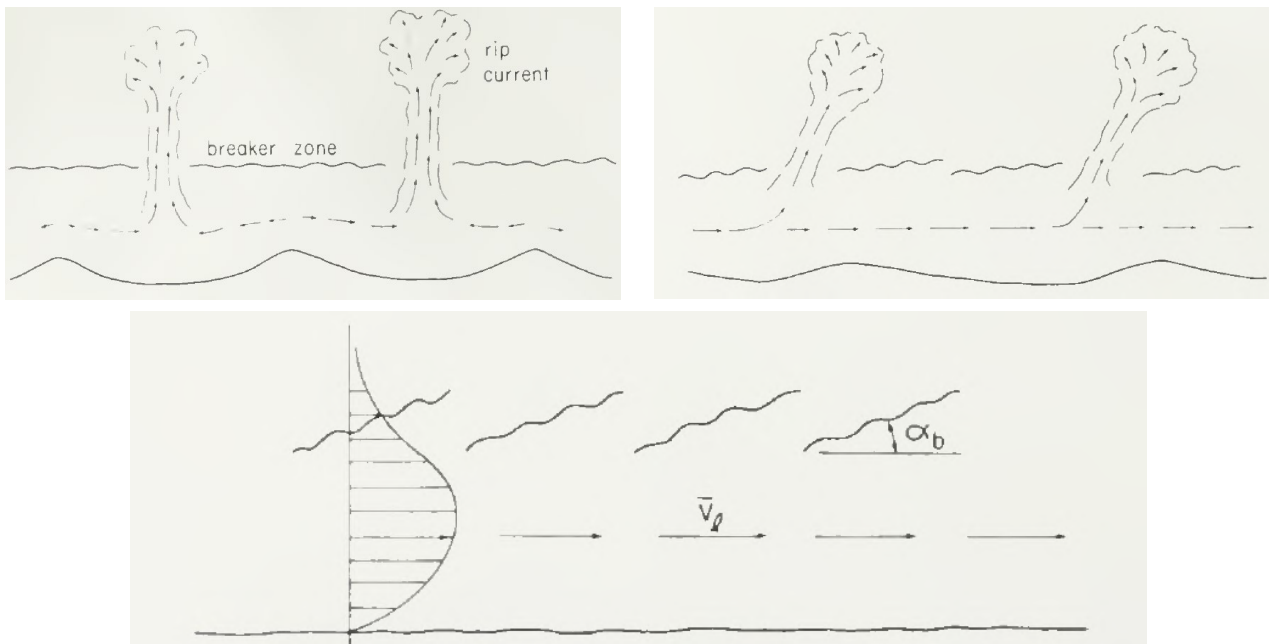 rip
current
breaker zone
α_b
V̄_ℓ